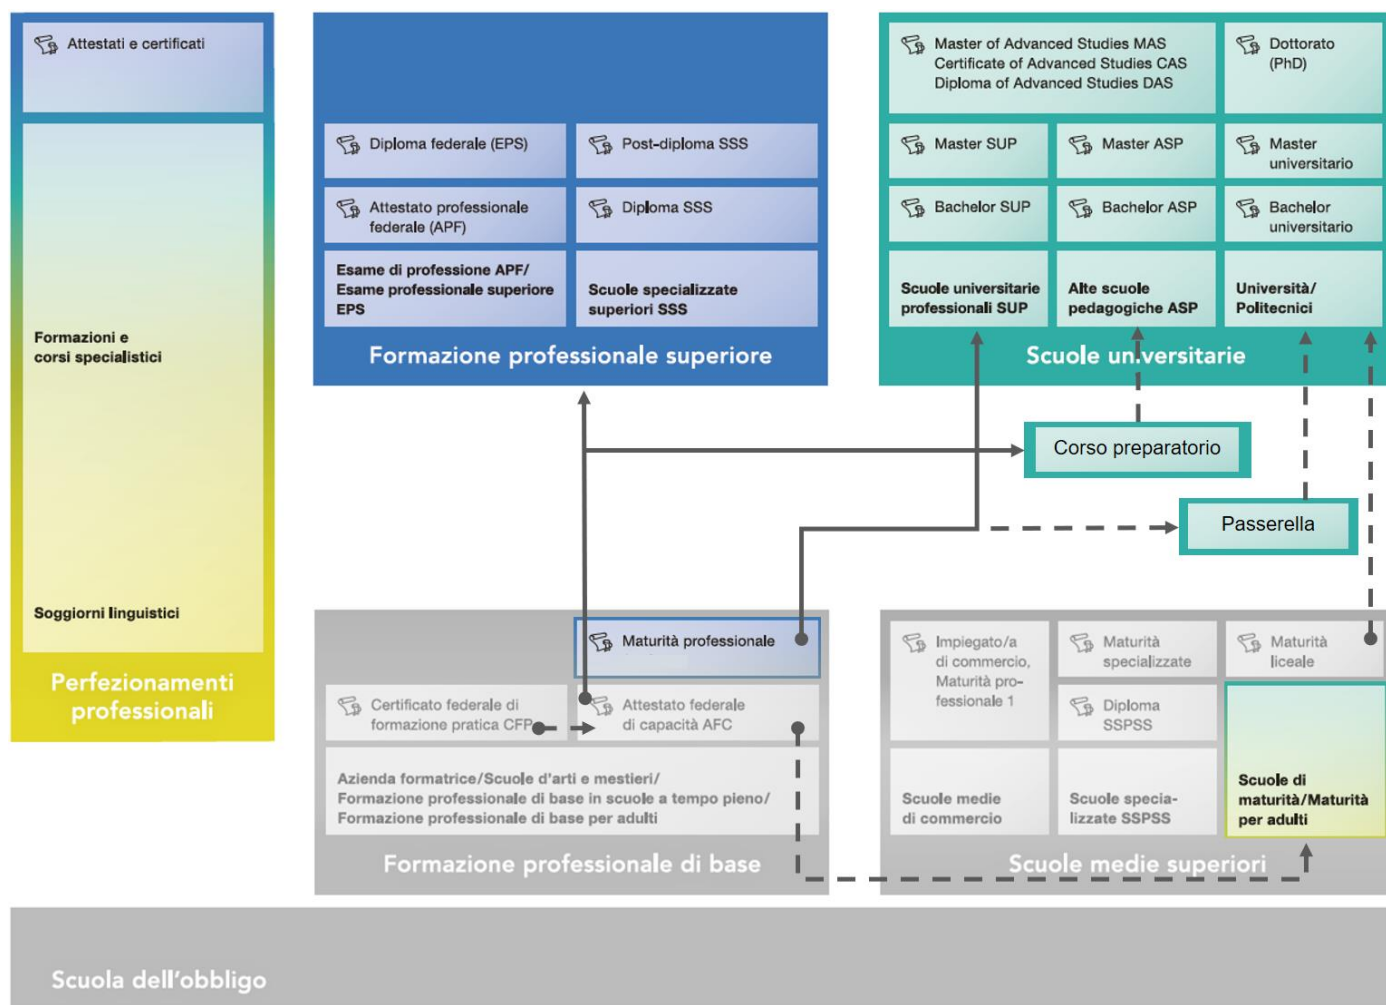 Attestati e certificati
Formazioni e
corsi specialistici
Soggiorni linguistici
Perfezionamenti
professionali
Diploma federale (EPS)
Post-diploma SSS
Attestato professionale
federale (APF)
Diploma SSS
Esame di professione APF/
Esame professionale superiore
EPS
Scuole specializzate
superiori SSS
Formazione professionale superiore
Master of Advanced Studies MAS
Certificate of Advanced Studies CAS
Diploma of Advanced Studies DAS
Dottorato
(PhD)
Master SUP
Master ASP
Master
universitario
Bachelor SUP
Bachelor ASP
Bachelor
universitario
Scuole universitarie
professionali SUP
Alte scuole
pedagogiche ASP
Università/
Politecnici
Scuole universitarie
Corso preparatorio
Passerella
Maturità professionale
Certificato federale di
formazione pratica CFP
Attestato federale
di capacità AFC
Azienda formatrice/Scuole d'arti e mestieri/
Formazione professionale di base in scuole a tempo pieno/
Formazione professionale di base per adulti
Formazione professionale di base
Impiegato/a
di commercio,
Maturità pro-
fessionale 1
Maturità
specializzate
Maturità
liceale
Diploma
SSPSS
Scuole medie
di commercio
Scuole specia-
lizzate SSPSS
Scuole di
maturità/Maturità
per adulti
Scuole medie superiori
Scuola dell'obbligo